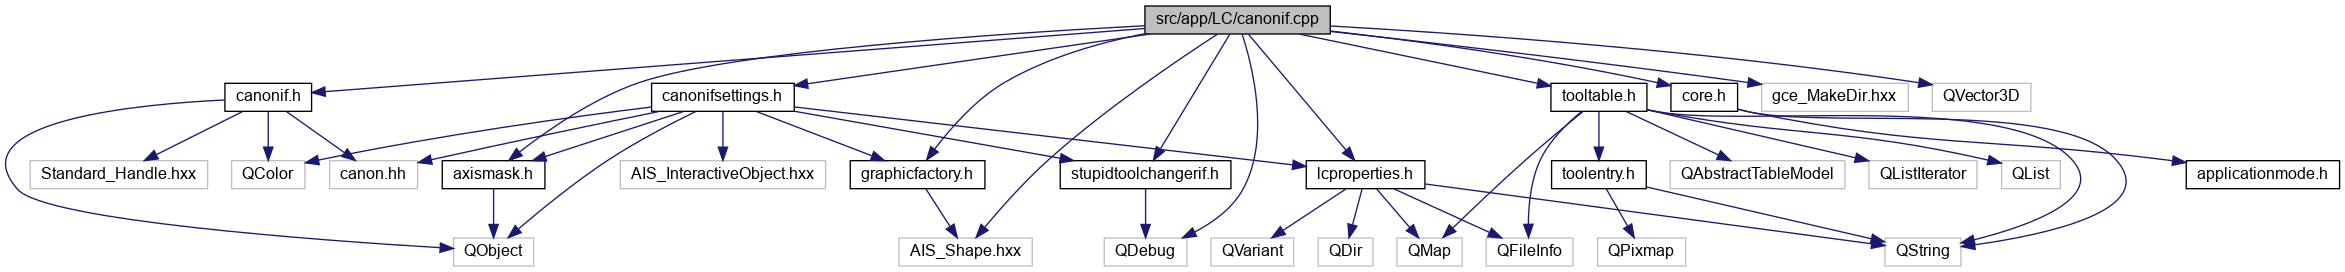 src/app/LC/canonif.cpp
canonif.h
canonifsettings.h
tooltable.h
core.h
gce_MakeDir.hxx
QVector3D
Standard_Handle.hxx
QColor
canon.hh
axismask.h
AIS_InteractiveObject.hxx
graphicfactory.h
stupidtoolchangerif.h
lcproperties.h
toolentry.h
QAbstractTableModel
QListIterator
QList
applicationmode.h
QObject
AIS_Shape.hxx
QDebug
QVariant
QDir
QMap
QFileInfo
QPixmap
QString